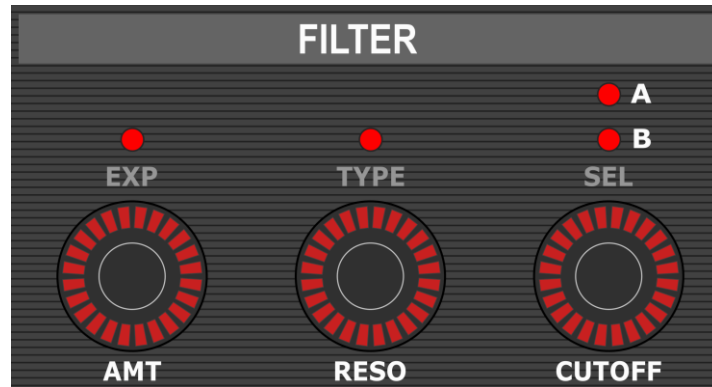 FILTER
A
B
EXP TYPE SEL
AMT RESO CUTOFF